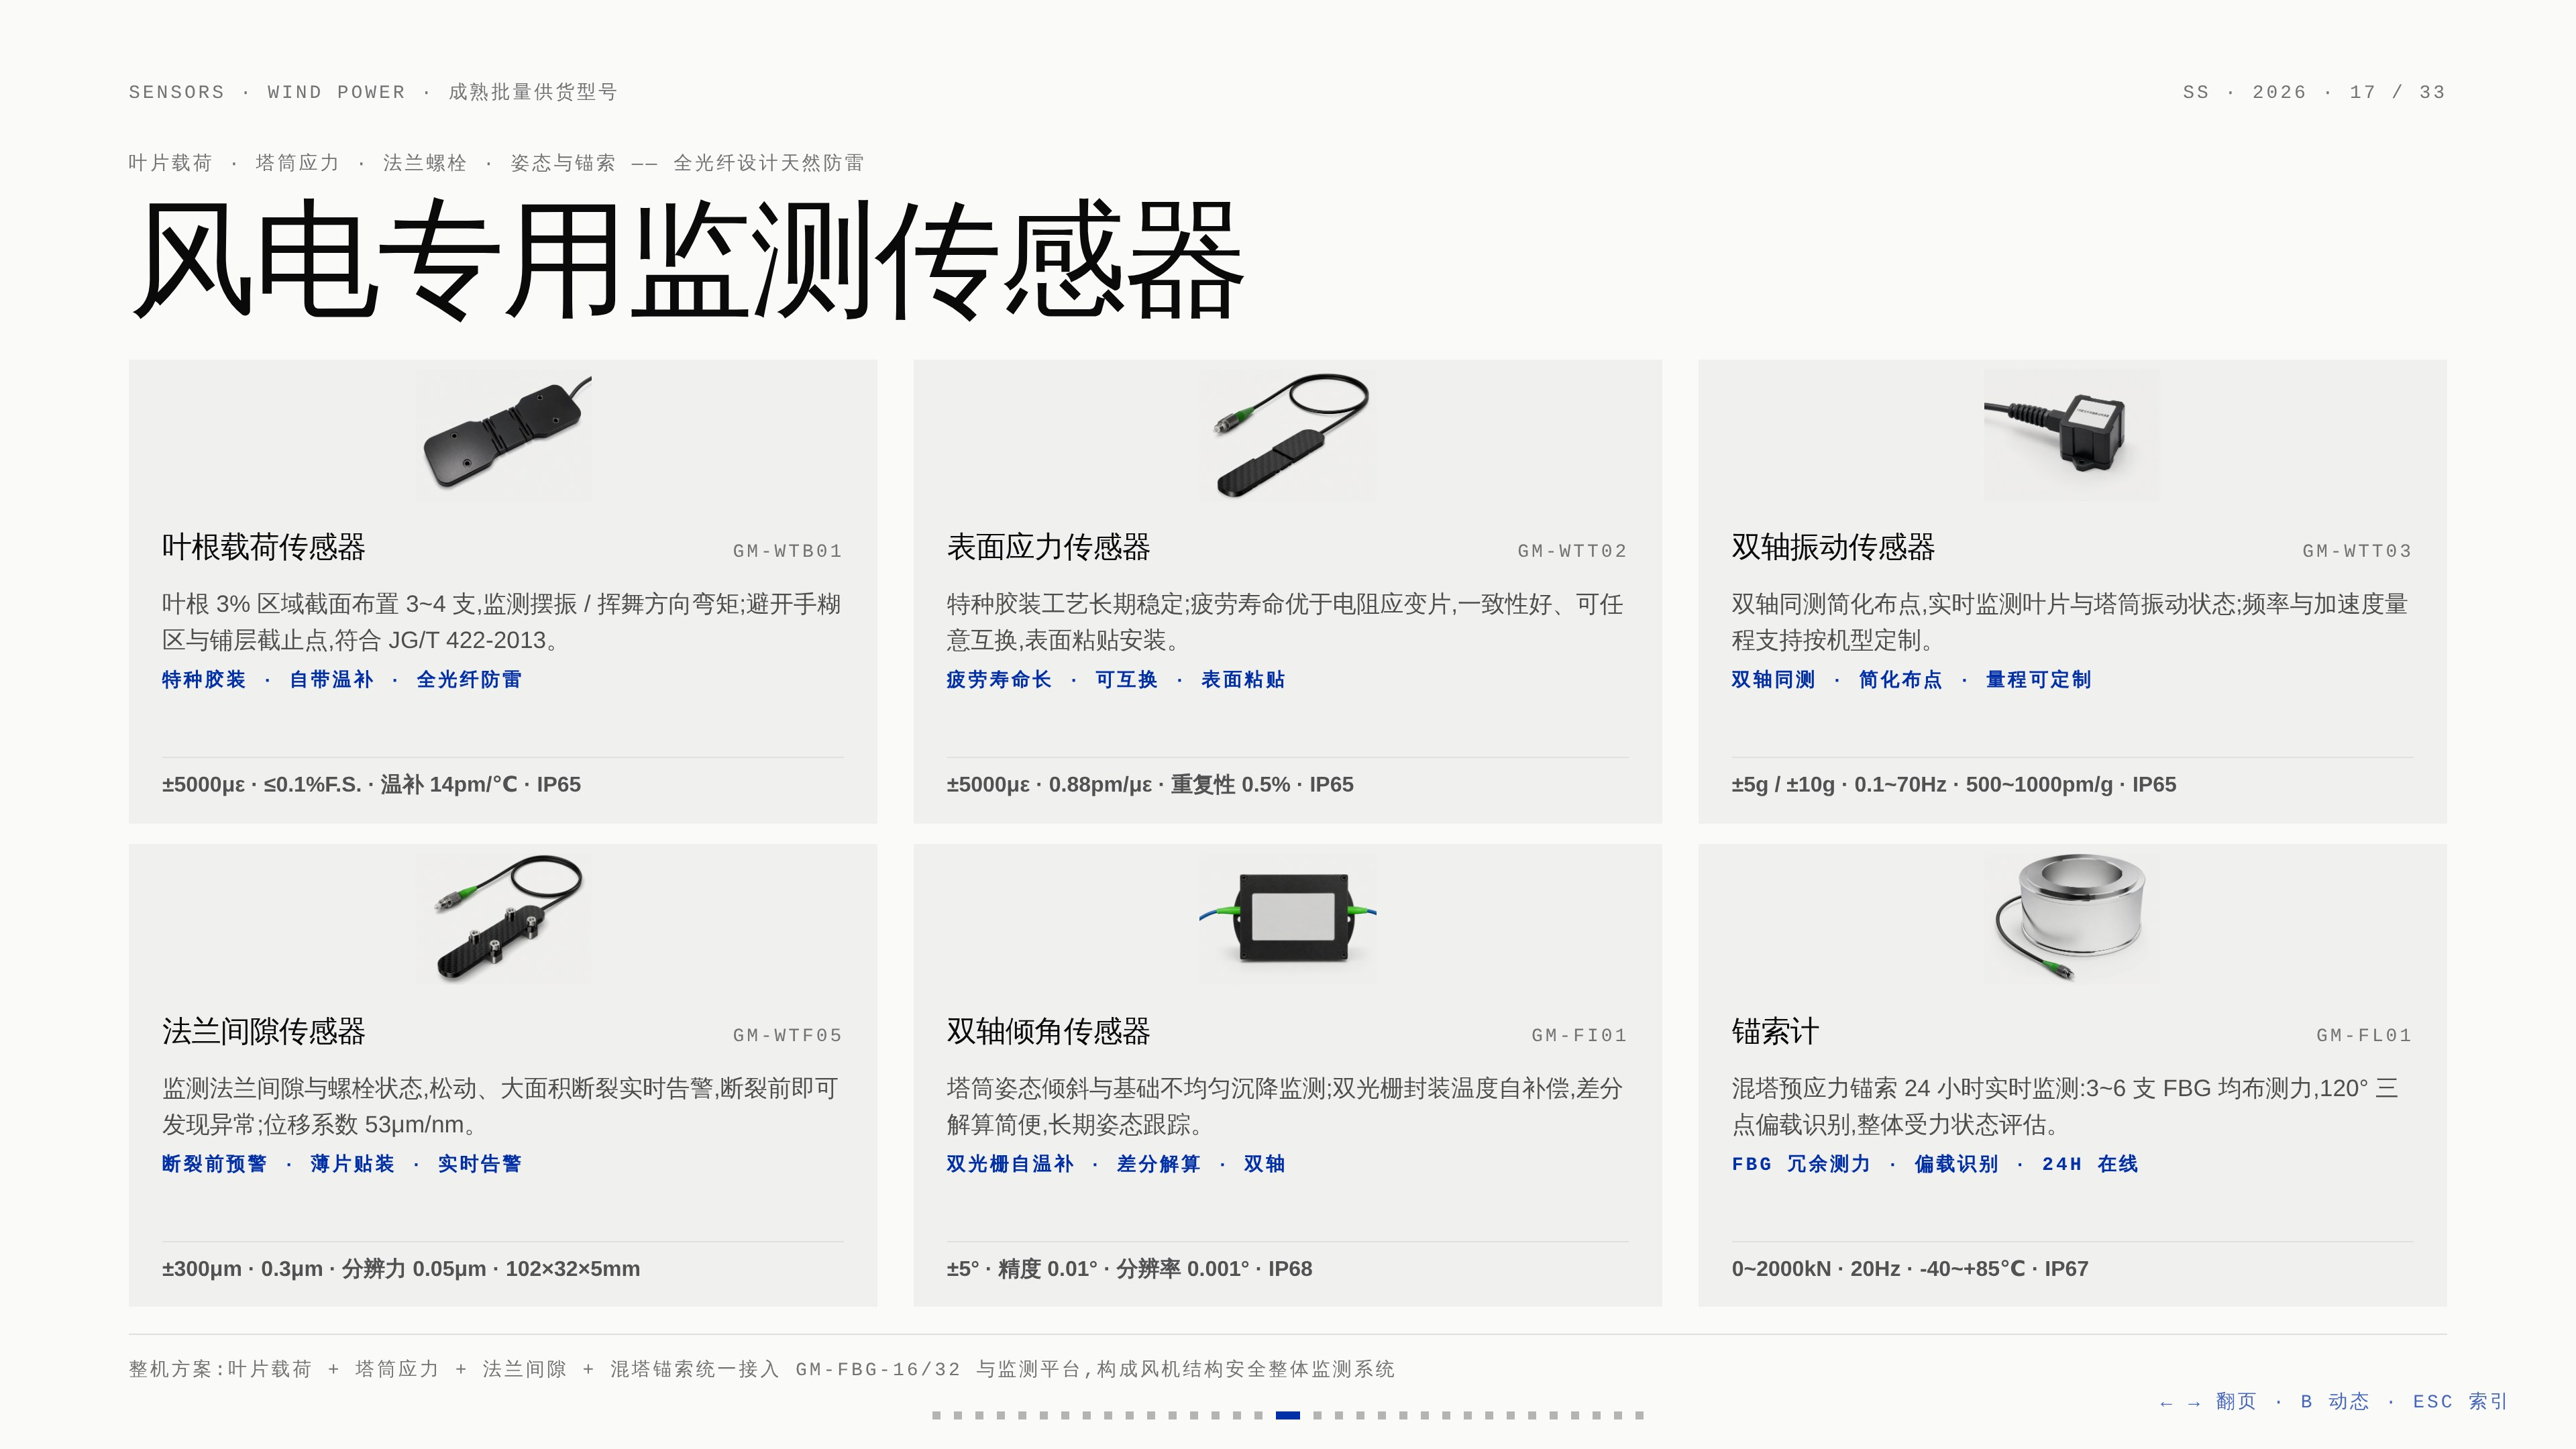 SENSORS · WIND POWER · 成熟批量供货型号
SS · 2026 · 17 / 33
叶片载荷 · 塔筒应力 · 法兰螺栓 · 姿态与锚索 —— 全光纤设计天然防雷
风电专用监测传感器
叶根载荷传感器
GM-WTB01
叶根 3% 区域截面布置 3~4 支,监测摆振 / 挥舞方向弯矩;避开手糊
区与铺层截止点,符合 JG/T 422-2013。
特种胶装 · 自带温补 · 全光纤防雷
±5000με · ≤0.1%F.S. · 温补 14pm/℃ · IP65
表面应力传感器
GM-WTT02
特种胶装工艺长期稳定;疲劳寿命优于电阻应变片,一致性好、可任
意互换,表面粘贴安装。
疲劳寿命长 · 可互换 · 表面粘贴
±5000με · 0.88pm/με · 重复性 0.5% · IP65
双轴振动传感器
GM-WTT03
双轴同测简化布点,实时监测叶片与塔筒振动状态;频率与加速度量
程支持按机型定制。
双轴同测 · 简化布点 · 量程可定制
±5g / ±10g · 0.1~70Hz · 500~1000pm/g · IP65
法兰间隙传感器
GM-WTF05
监测法兰间隙与螺栓状态,松动、大面积断裂实时告警,断裂前即可
发现异常;位移系数 53μm/nm。
断裂前预警 · 薄片贴装 · 实时告警
±300μm · 0.3μm · 分辨力 0.05μm · 102×32×5mm
双轴倾角传感器
GM-FI01
塔筒姿态倾斜与基础不均匀沉降监测;双光栅封装温度自补偿,差分
解算简便,长期姿态跟踪。
双光栅自温补 · 差分解算 · 双轴
±5° · 精度 0.01° · 分辨率 0.001° · IP68
锚索计
GM-FL01
混塔预应力锚索 24 小时实时监测:3~6 支 FBG 均布测力,120° 三
点偏载识别,整体受力状态评估。
FBG 冗余测力 · 偏载识别 · 24H 在线
0~2000kN · 20Hz · -40~+85℃ · IP67
整机方案:叶片载荷 + 塔筒应力 + 法兰间隙 + 混塔锚索统一接入 GM-FBG-16/32 与监测平台,构成风机结构安全整体监测系统
← → 翻页 · B 动态 · ESC 索引